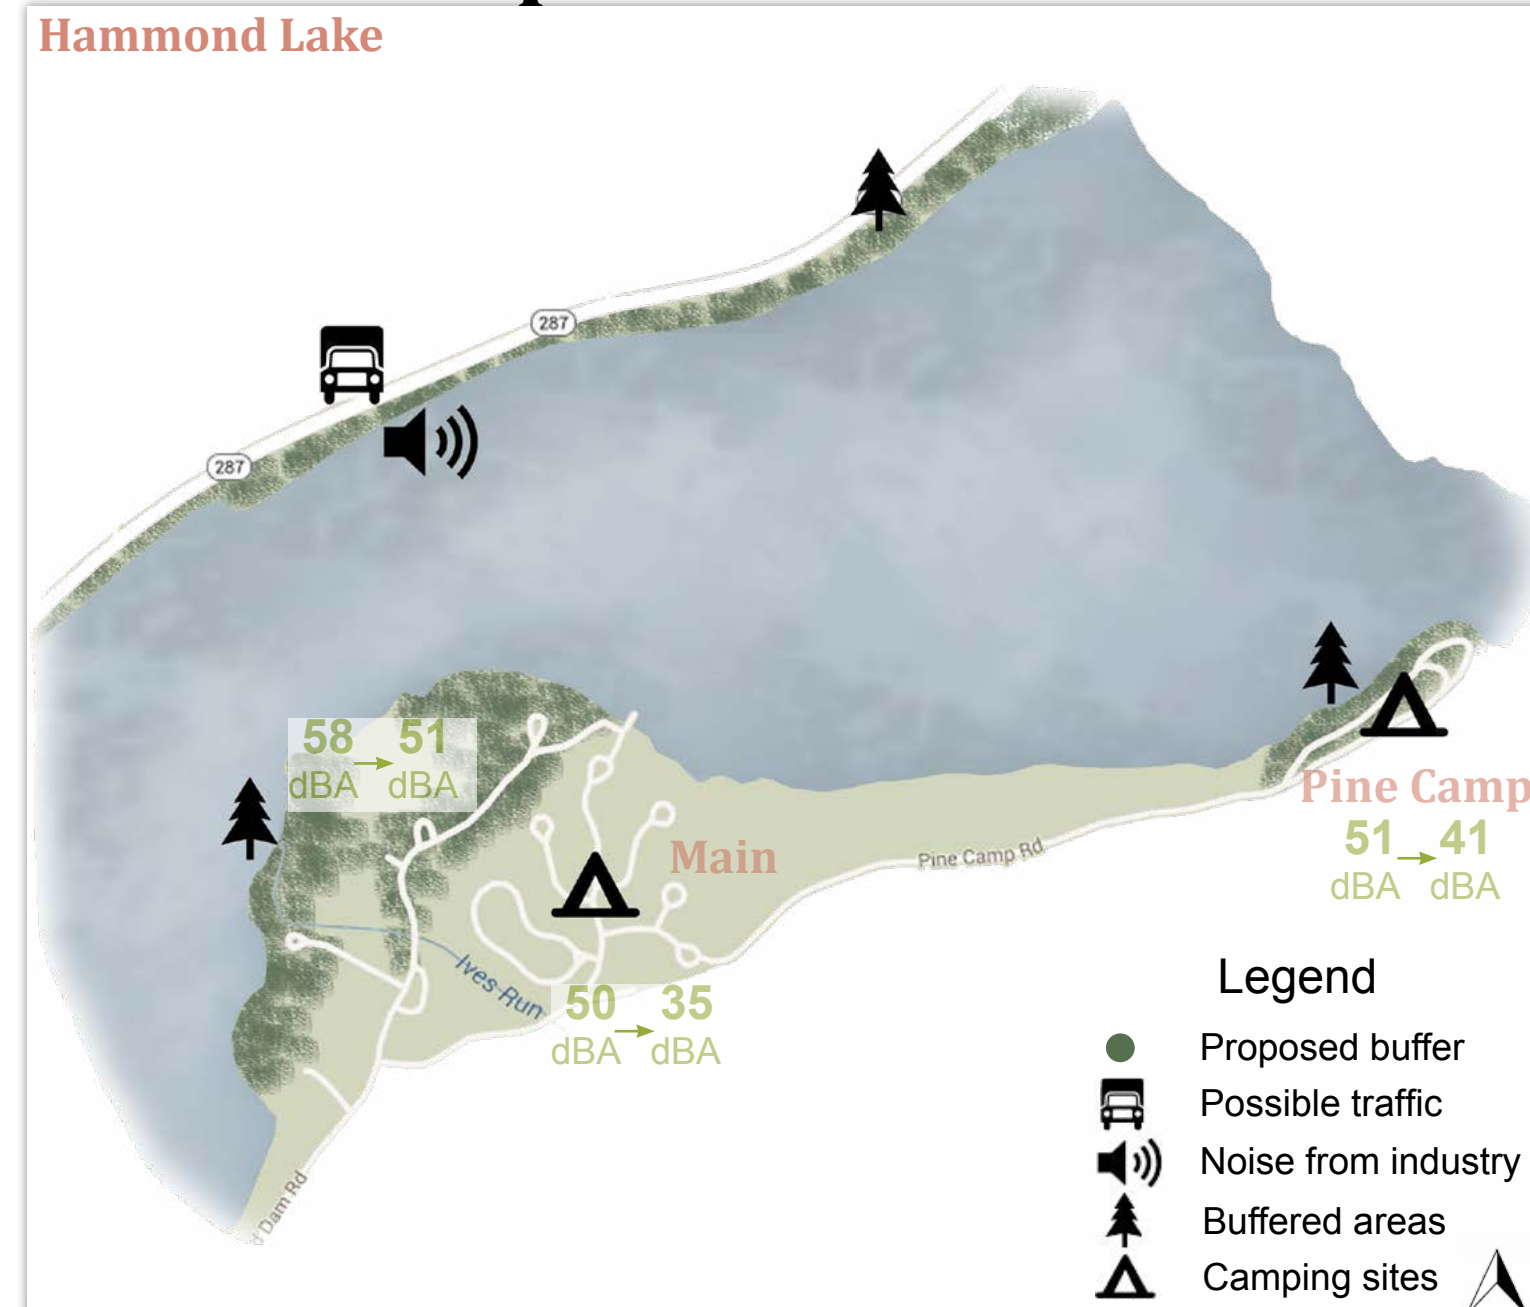 Hammond Lake
287
287
58 → 51
dBA dBA
Main
Pine Camp Rd
Pine Camp
51 → 41
dBA dBA
Ives Run
50 → 35
dBA dBA
Dam Rd
Legend
Proposed buffer
Possible traffic
Noise from industry
Buffered areas
Camping sites